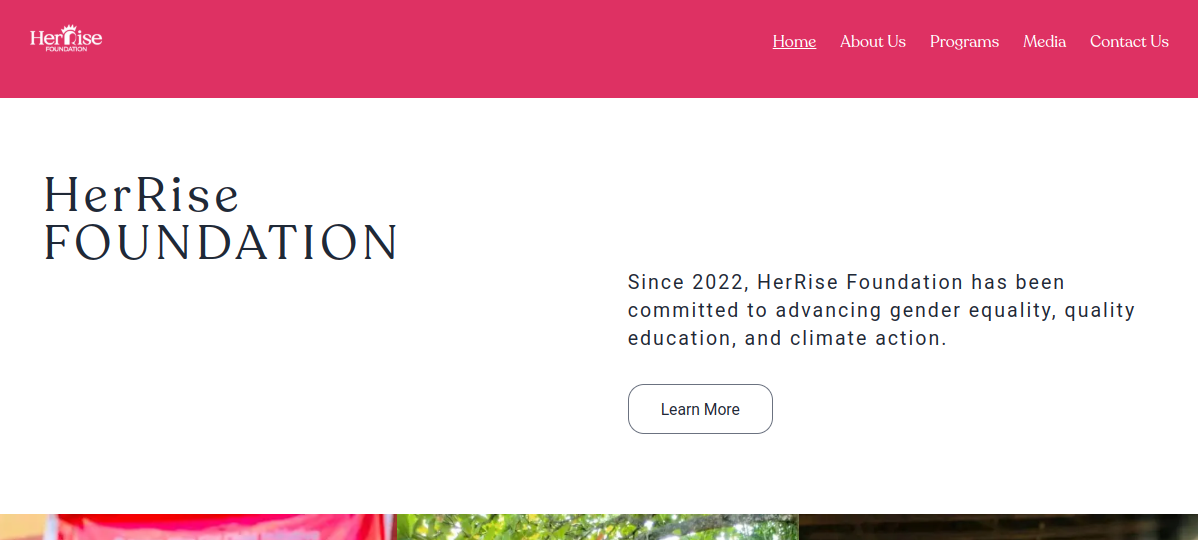 HerRise
FOUNDATION
Home About Us Programs Media Contact Us
HerRise
FOUNDATION
Since 2022, HerRise Foundation has been
committed to advancing gender equality, quality
education, and climate action.
Learn More